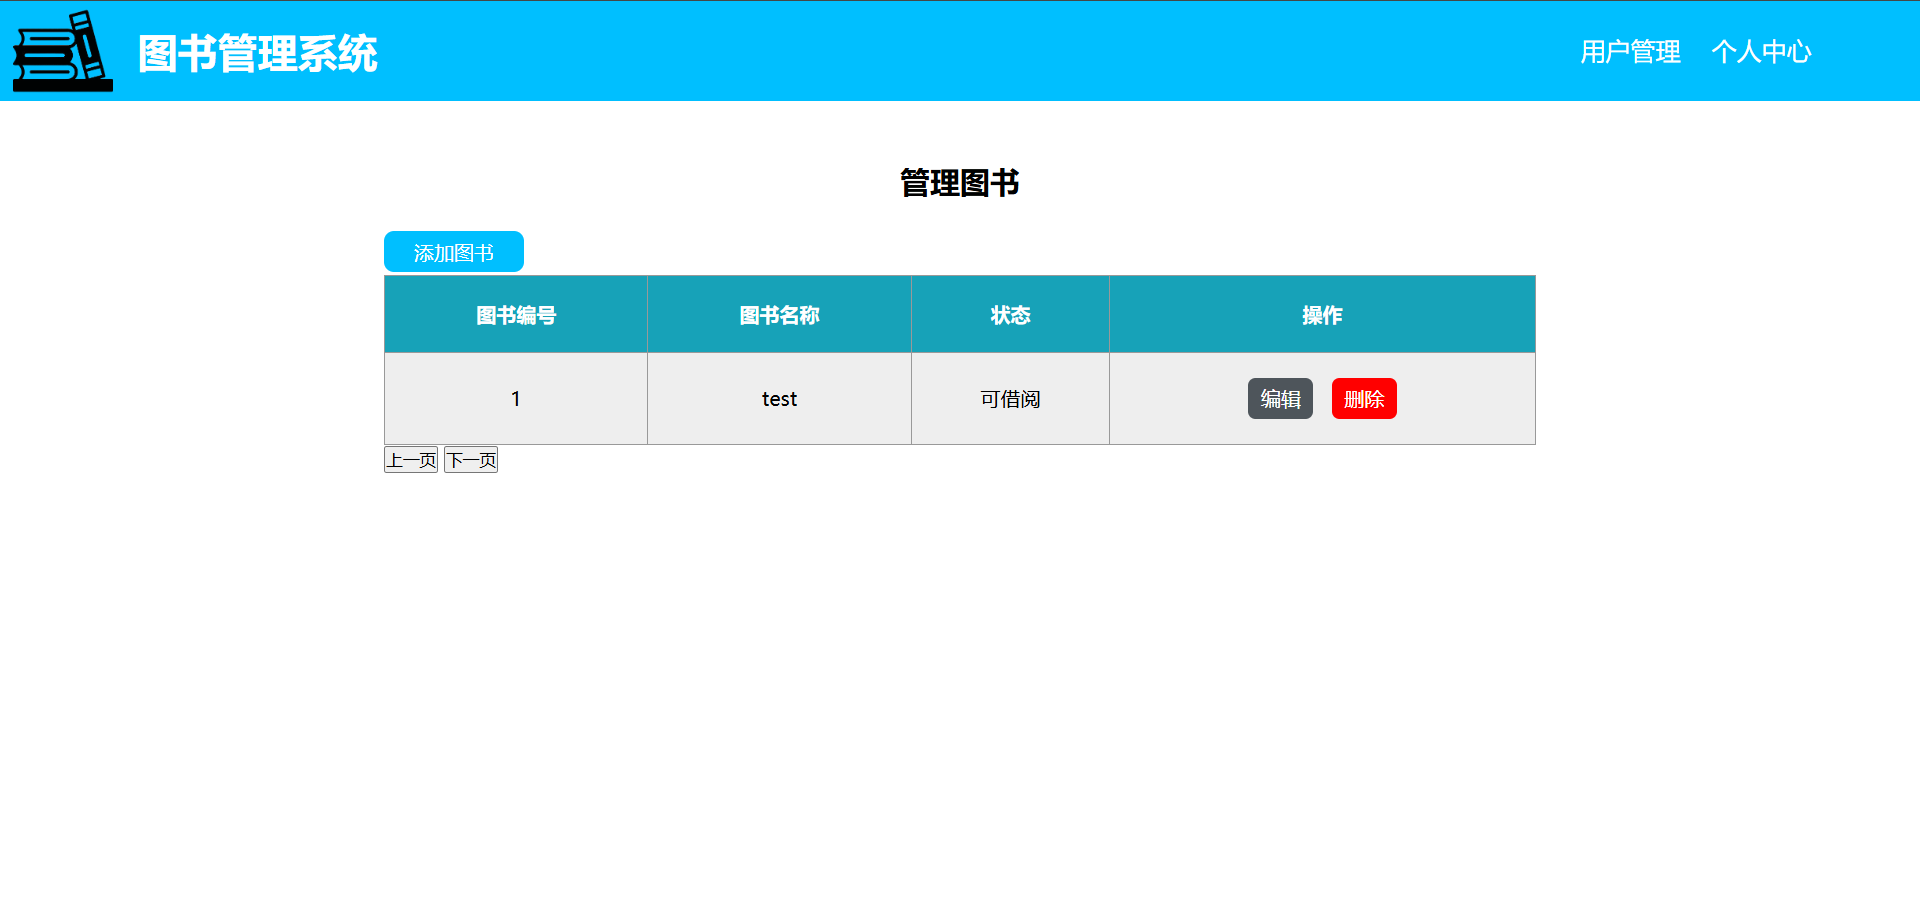 图书管理系统 用户管理 个人中心
管理图书
添加图书
图书编号 图书名称 状态 操作
1 test 可借阅 编辑 删除
上一页 下一页